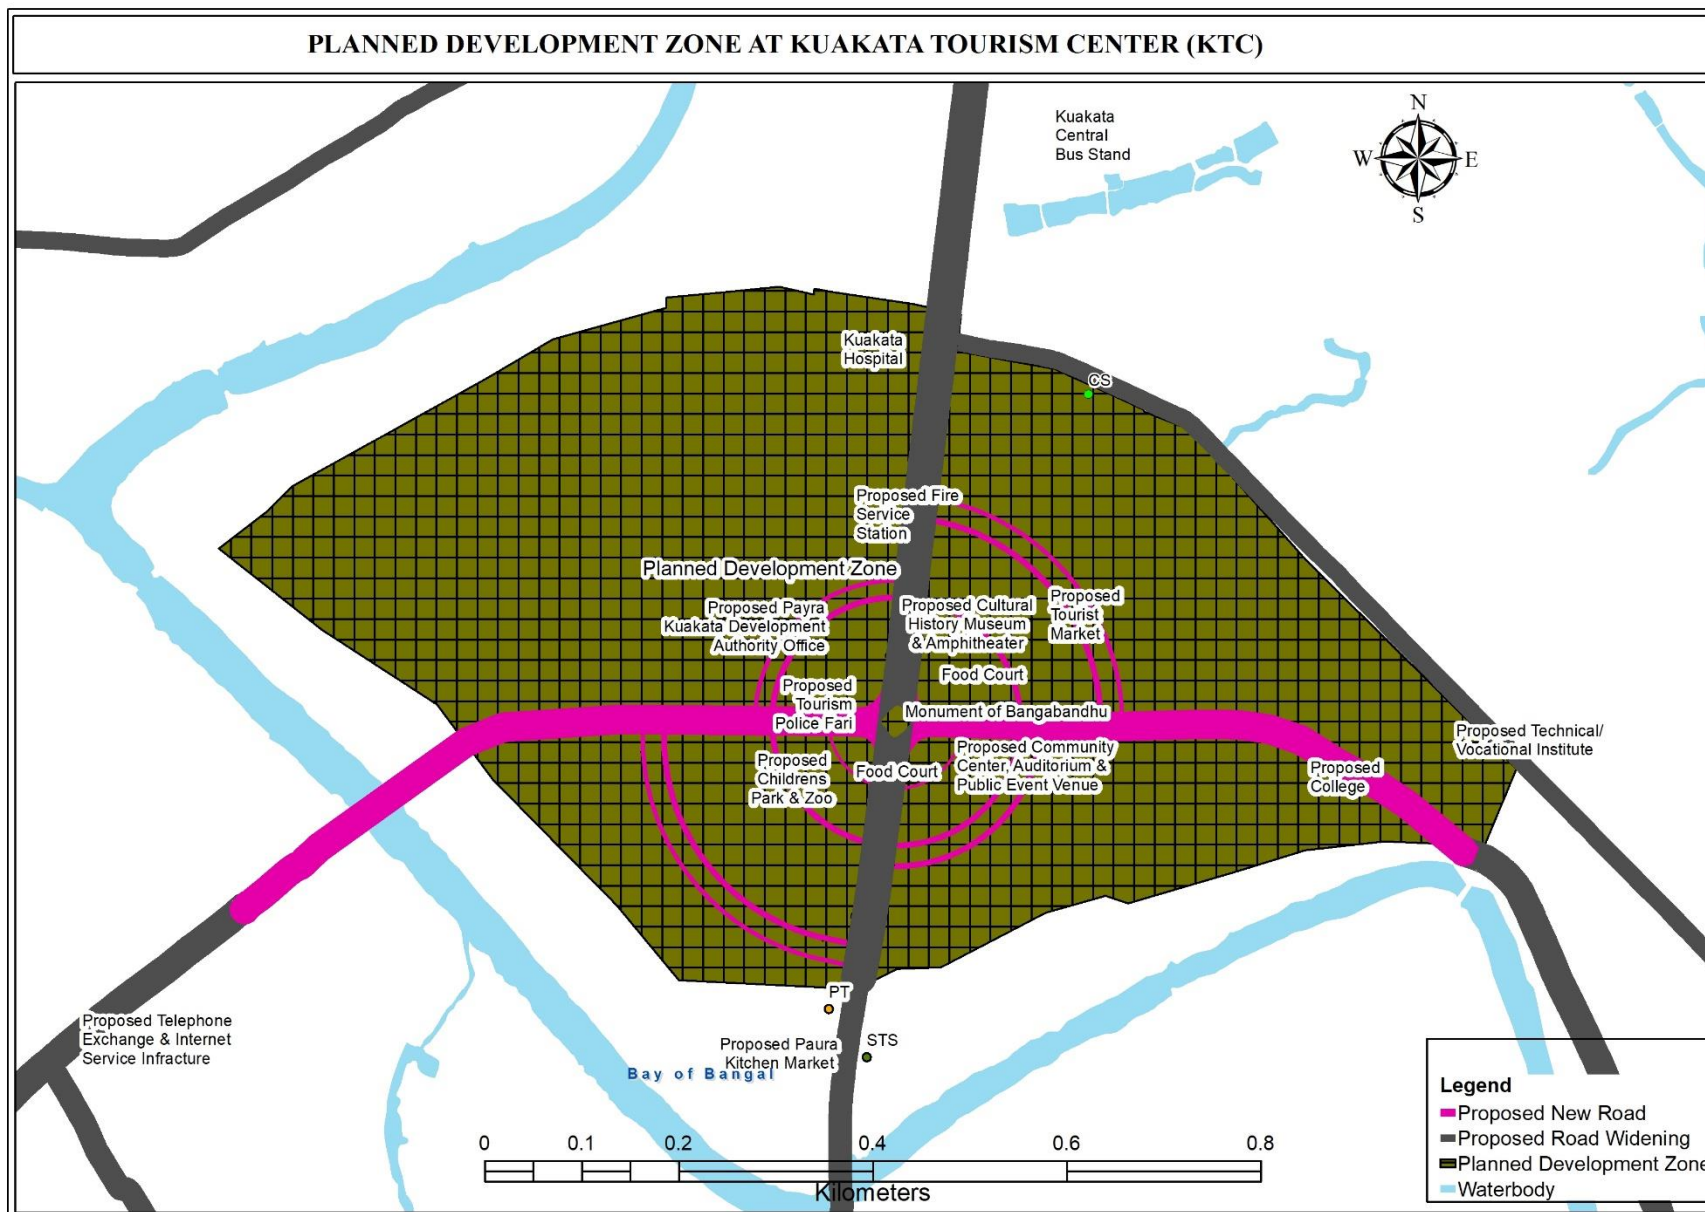 PLANNED DEVELOPMENT ZONE AT KUAKATA TOURISM CENTER (KTC)
Kuakata
Central
Bus Stand
N
W
E
S
Kuakata
Hospital
CS
Proposed Fire
Service
Station
Planned Development Zone
Proposed Payra
Kuakata Development
Authority Office
Proposed Cultural
History Museum
& Amphitheater
Proposed
Tourist
Market
Food Court
Proposed
Tourism
Police Fari
Monument of Bangabandhu
Proposed Technical/
Vocational Institute
Proposed
Childrens
Park & Zoo
Food Court
Proposed Community
Center, Auditorium &
Public Event Venue
Proposed
College
PT
Proposed Telephone
Exchange & Internet
Service Infracture
Proposed Paura
Kitchen Market
STS
Bay of Bangal
0 0.1 0.2 0.4 0.6 0.8
Kilometers
Legend
Proposed New Road
Proposed Road Widening
Planned Development Zone
Waterbody